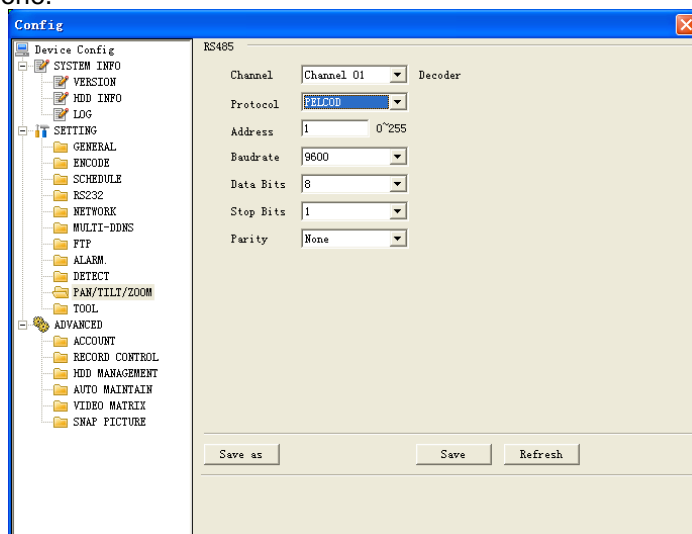 one.
Config
Device Config
SYSTEM INFO
VERSION
HDD INFO
LOG
SETTING
GENERAL
ENCODE
SCHEDULE
RS232
NETWORK
MULTI-DDNS
FTP
ALARM.
DETECT
PAN/TILT/ZOOM
TOOL
ADVANCED
ACCOUNT
RECORD CONTROL
HDD MANAGEMENT
AUTO MAINTAIN
VIDEO MATRIX
SNAP PICTURE
RS485
Channel Channel 01 Decoder
Protocol PELCOD
Address 1 0~255
Baudrate 9600
Data Bits 8
Stop Bits 1
Parity None
Save as Save Refresh